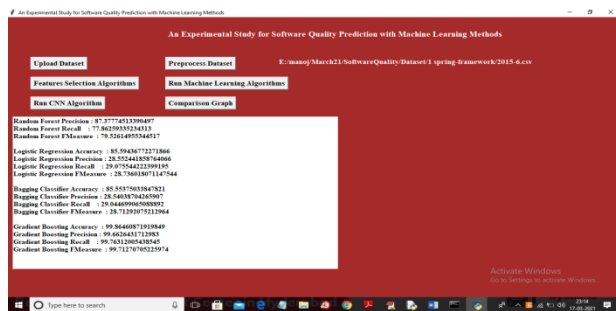 An Experimental Study for Software Quality Prediction with Machine Learning Methods
An Experimental Study for Software Quality Prediction with Machine Learning Methods
Upload Dataset
Preprocess Dataset
E:/manoj/March21/SoftwareQuality/Dataset/1 spring-framework/2015-6.csv
Features Selection Algorithms
Run Machine Learning Algorithms
Run CNN Algorithm
Comparison Graph
Random Forest Precision : 87.37774513390497
Random Forest Recall : 77.86259335234313
Random Forest FMeasure : 79.52614955344517
Logistic Regression Accuracy : 85.59436772271866
Logistic Regression Precision : 28.552441858764066
Logistic Regression Recall : 29.075544222399195
Logistic Regression FMeasure : 28.736018071147544
Bagging Classifier Accuracy : 85.55375033847821
Bagging Classifier Precision : 28.54038704265907
Bagging Classifier Recall : 29.044699065088892
Bagging Classifier FMeasure : 28.71292075212964
Gradient Boosting Accuracy : 99.86460871919849
Gradient Boosting Precision : 99.6626431712983
Gradient Boosting Recall : 99.76312005438545
Gradient Boosting FMeasure : 99.71270705225974
Activate Windows
Go to Settings to activate Windows.
Type here to search
23:14
17-03-2021